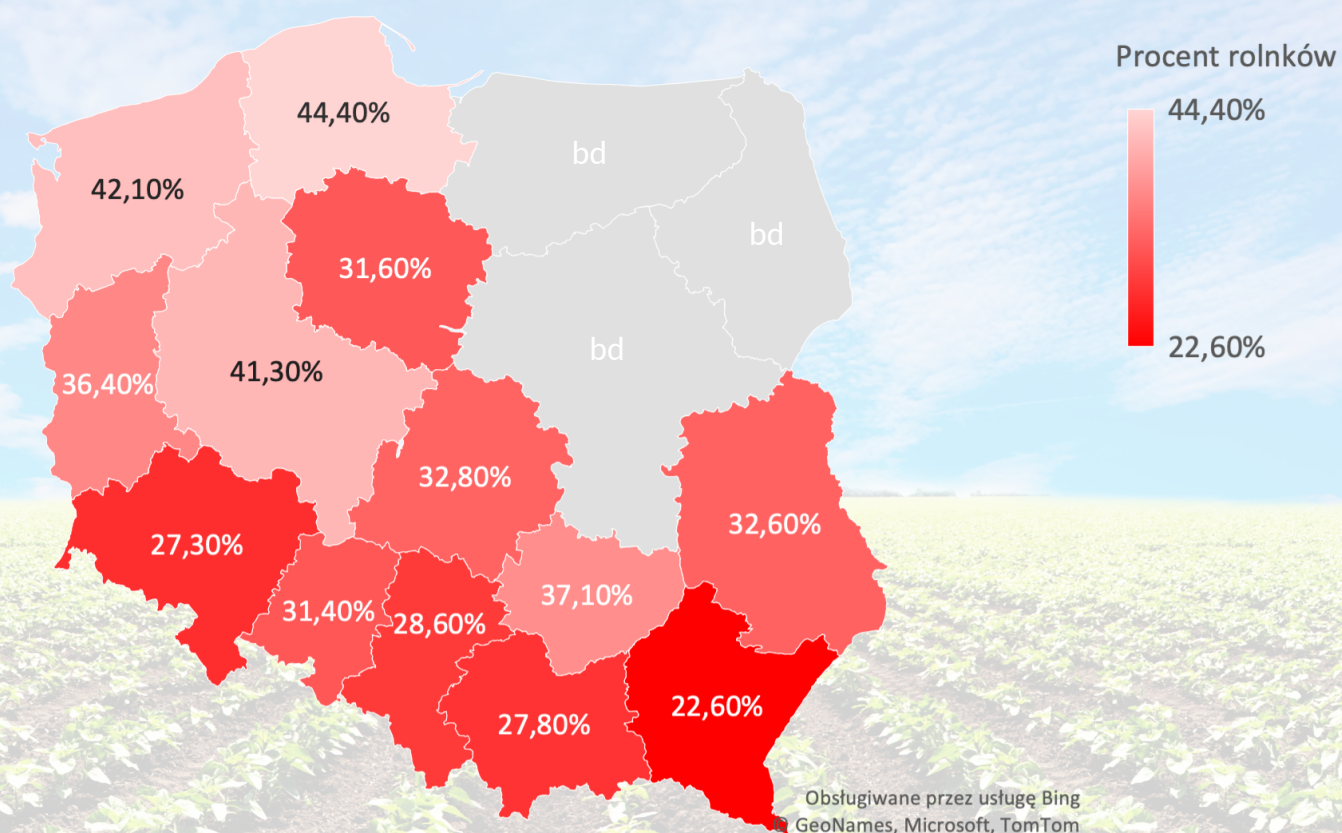 Procent rolnków
44,40%
22,60%
44,40%
bd
42,10%
bd
31,60%
bd
41,30%
36,40%
32,80%
32,60%
27,30%
37,10%
31,40%
28,60%
22,60%
27,80%
Obsługiwane przez usługę Bing
© GeoNames, Microsoft, TomTom